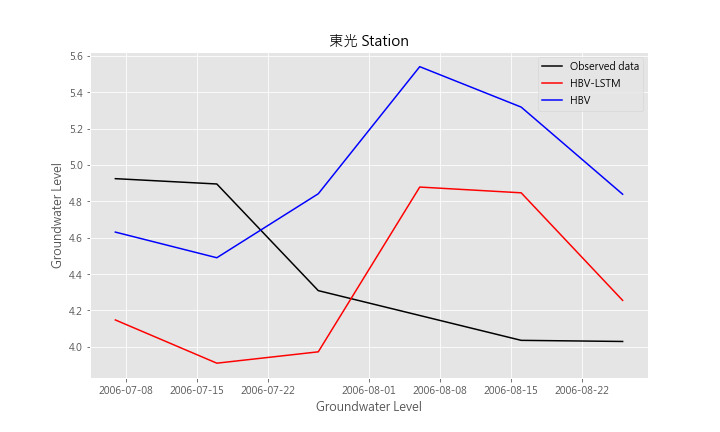 東光 Station
Observed data
HBV-LSTM
HBV
Groundwater Level
5.6
5.4
5.2
5.0
4.8
4.6
4.4
4.2
4.0
2006-07-08 2006-07-15 2006-07-22 2006-08-01 2006-08-08 2006-08-15 2006-08-22
Groundwater Level